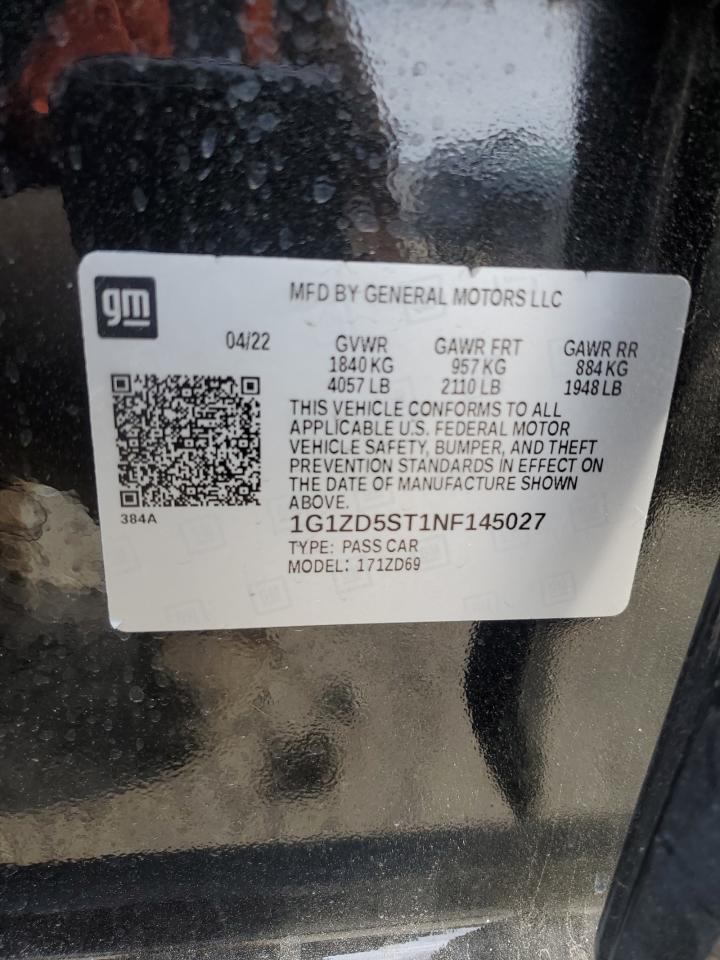 gm
MFD BY GENERAL MOTORS LLC
04/22 GVWR GAWR FRT GAWR RR
1840 KG 957 KG 884 KG
4057 LB 2110 LB 1948 LB
THIS VEHICLE CONFORMS TO ALL
APPLICABLE U.S. FEDERAL MOTOR
VEHICLE SAFETY, BUMPER, AND THEFT
PREVENTION STANDARDS IN EFFECT ON
THE DATE OF MANUFACTURE SHOWN
ABOVE.
384A
1G1ZD5ST1NF145027
TYPE: PASS CAR
MODEL: 171ZD69